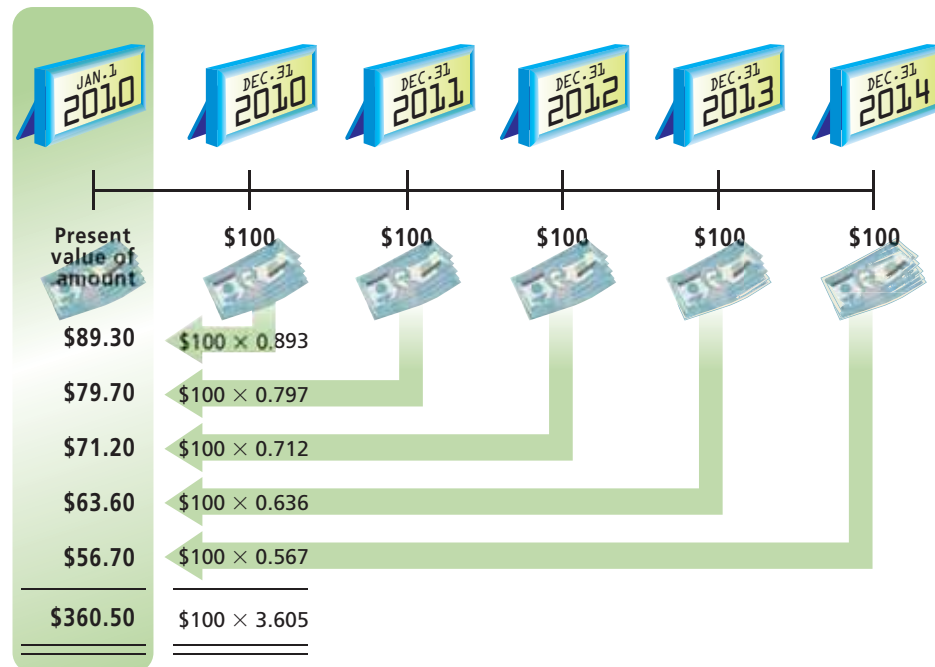 JAN.1
2010
DEC.31
2010
DEC.31
2011
DEC.31
2012
DEC.31
2013
DEC.31
2014
Present
value of
amount
$100
$100
$100
$100
$100
$89.30
$100 × 0.893
$79.70
$100 × 0.797
$71.20
$100 × 0.712
$63.60
$100 × 0.636
$56.70
$100 × 0.567
$360.50
$100 × 3.605